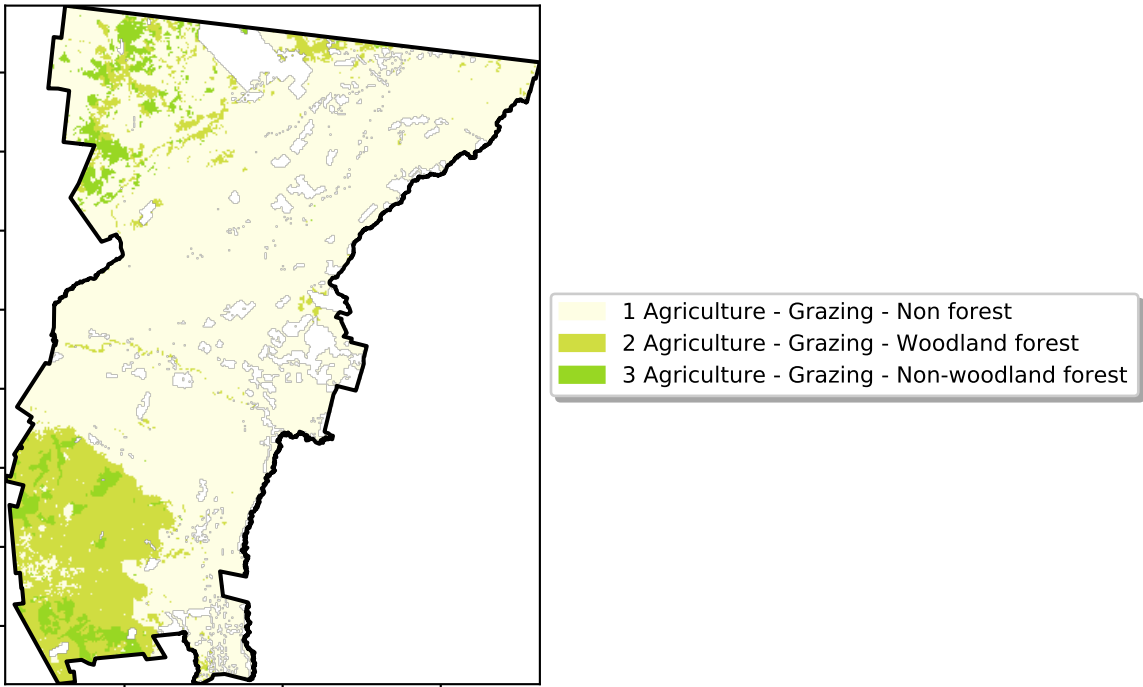 1 Agriculture - Grazing - Non forest
2 Agriculture - Grazing - Woodland forest
3 Agriculture - Grazing - Non-woodland forest